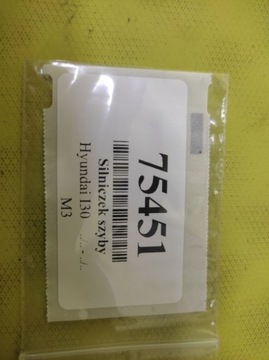 75451
Silniczek szyby
Hyundai I30 ../.. - ../..
M3